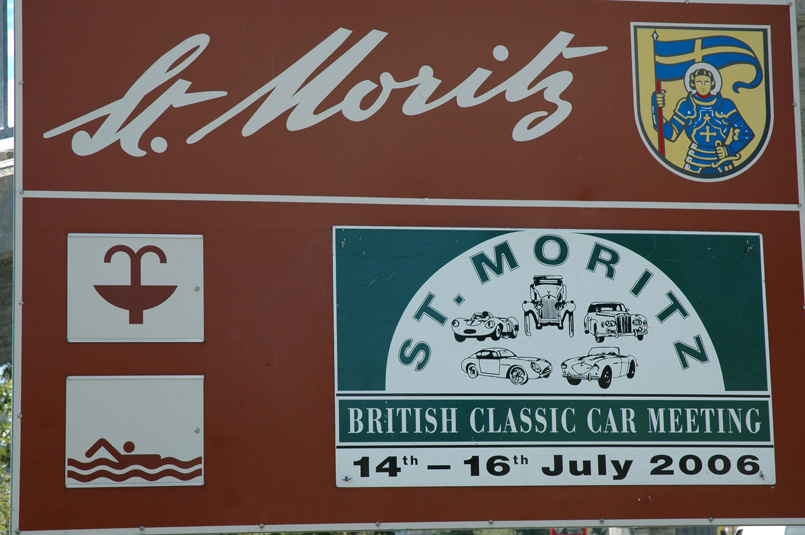 St. Moritz
ST. MORITZ
BRITISH CLASSIC CAR MEETING
14th – 16th July 2006